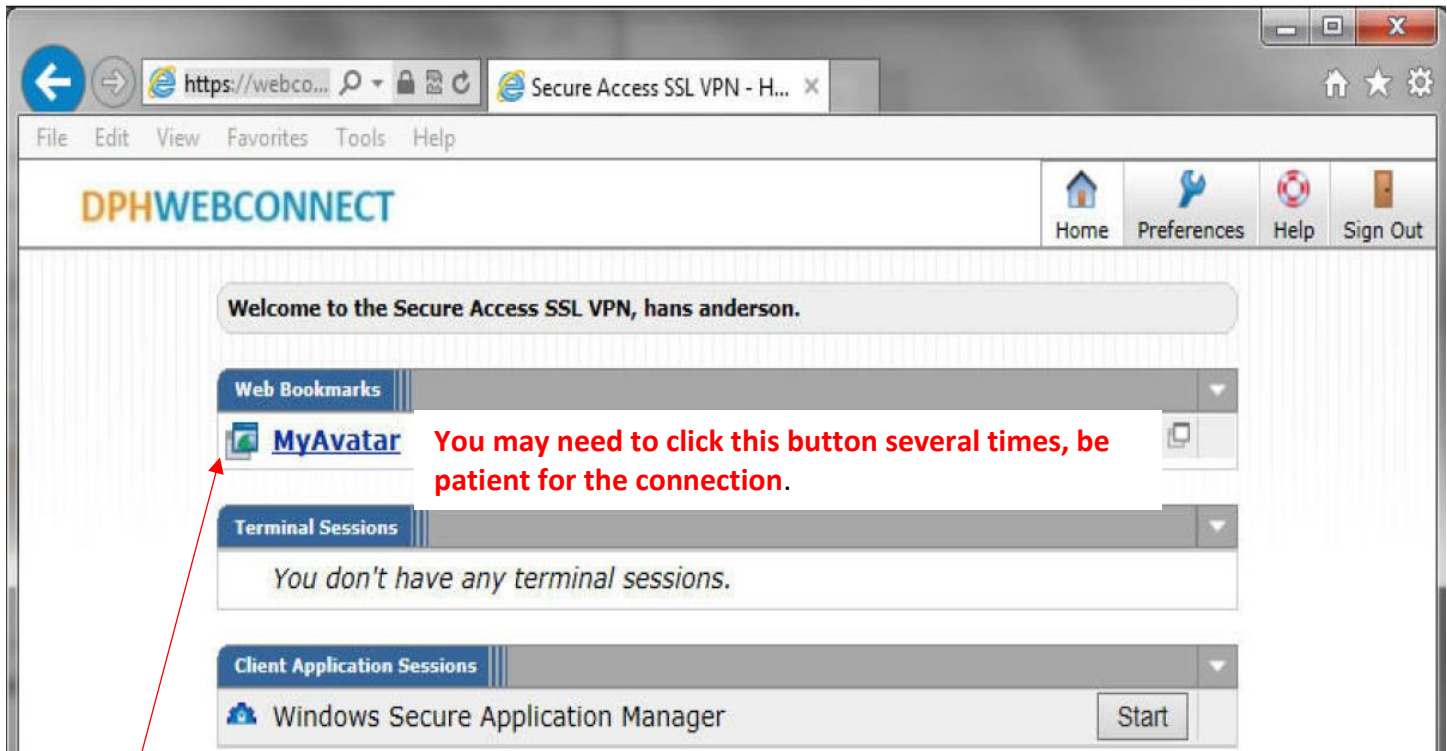 https://webco...
Secure Access SSL VPN - H...
File Edit View Favorites Tools Help
DPHWEBCONNECT
Home Preferences Help Sign Out
Welcome to the Secure Access SSL VPN, hans anderson.
Web Bookmarks
MyAvatar
You may need to click this button several times, be
patient for the connection.
Terminal Sessions
You don't have any terminal sessions.
Client Application Sessions
Windows Secure Application Manager
Start